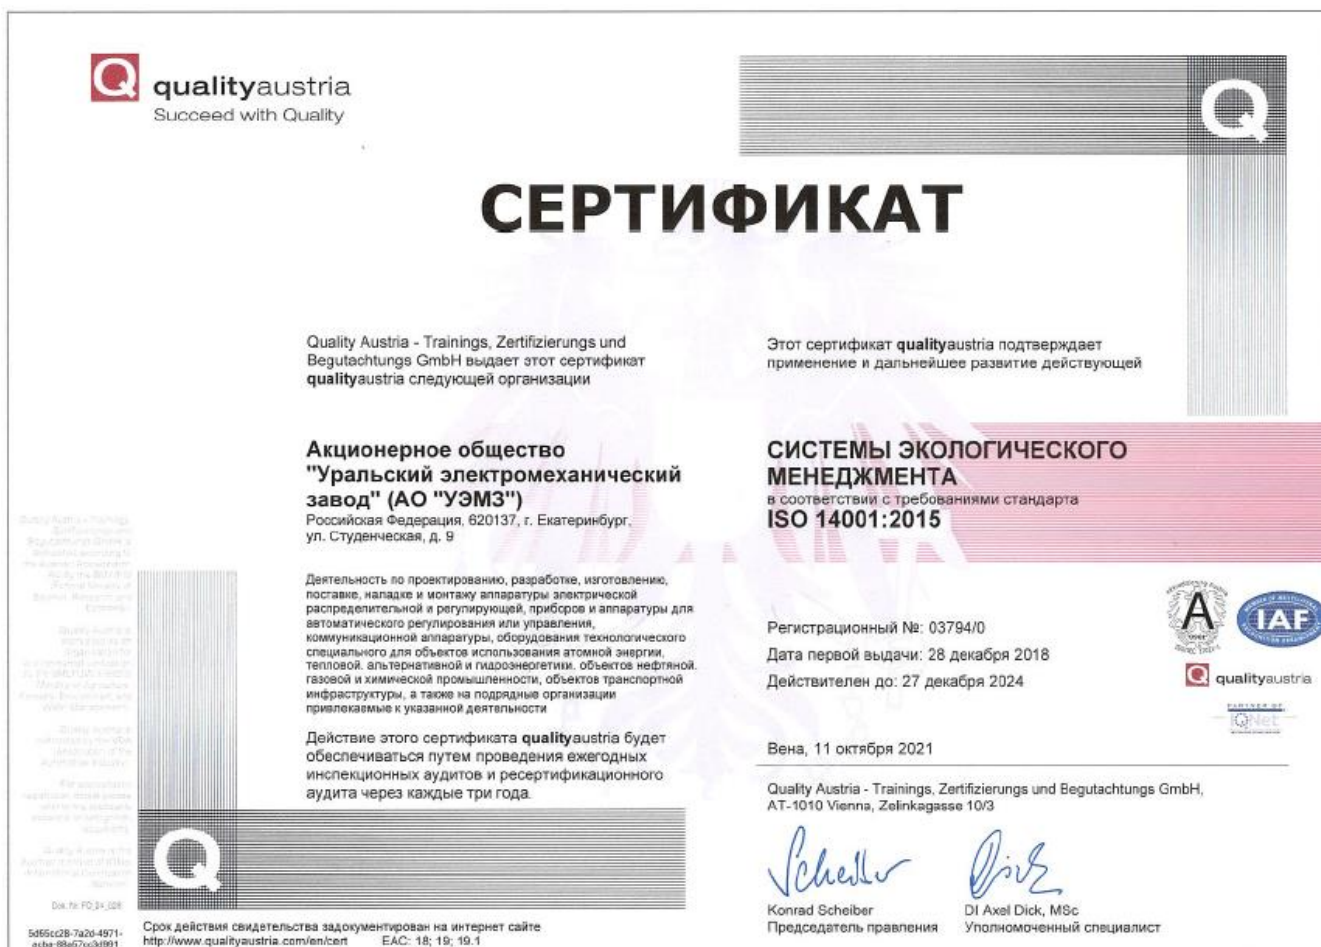 qualityaustria
Succeed with Quality
СЕРТИФИКАТ
Quality Austria - Trainings, Zertifizierungs und
Begutachtungs GmbH выдает этот сертификат
qualityaustria следующей организации
Акционерное общество
"Уральский электромеханический
завод" (АО "УЭМЗ")
Российская Федерация, 620137, г. Екатеринбург,
ул. Студенческая, д. 9
Деятельность по проектированию, разработке, изготовлению,
поставке, наладке и монтажу аппаратуры электрической
распределительной и регулирующей, приборов и аппаратуры для
автоматического регулирования или управления,
коммуникационной аппаратуры, оборудования технологического
специального для объектов использования атомной энергии,
тепловой, альтернативной и гидроэнергетики, объектов нефтяной,
газовой и химической промышленности, объектов транспортной
инфраструктуры, а также на подрядные организации
привлекаемые к указанной деятельности
Действие этого сертификата qualityaustria будет
обеспечиваться путем проведения ежегодных
инспекционных аудитов и ресертификационного
аудита через каждые три года.
Этот сертификат qualityaustria подтверждает
применение и дальнейшее развитие действующей
СИСТЕМЫ ЭКОЛОГИЧЕСКОГО
МЕНЕДЖМЕНТА
в соответствии с требованиями стандарта
ISO 14001:2015
Регистрационный №: 03794/0
Дата первой выдачи: 28 декабря 2018
Действителен до: 27 декабря 2024
IAF
qualityaustria
PARTNER OF
IQNet
Вена, 11 октября 2021
Quality Austria - Trainings, Zertifizierungs und Begutachtungs GmbH,
AT-1010 Vienna, Zelinkagasse 10/3
Konrad Scheiber
Председатель правления
DI Axel Dick, MSc
Уполномоченный специалист
Dok. Nr. FO_24_028
5d65cc28-7a2d-4971-
Срок действия свидетельства задокументирован на интернет сайте
http://www.qualityaustria.com/en/cert EAC: 18; 19; 19.1